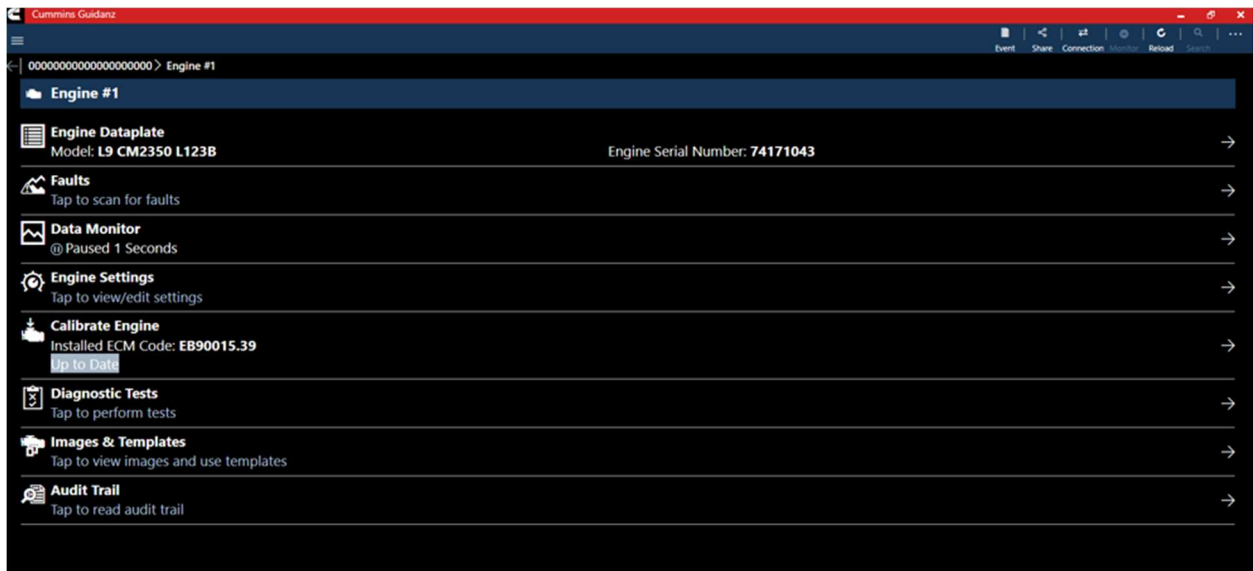 Cummins Guidanz
Event Share Connection Monitor Reload Search
00000000000000000000 > Engine #1
Engine #1
Engine Dataplate
Model: L9 CM2350 L123B Engine Serial Number: 74171043
Faults
Tap to scan for faults
Data Monitor
Paused 1 Seconds
Engine Settings
Tap to view/edit settings
Calibrate Engine
Installed ECM Code: EB90015.39
Up to Date
Diagnostic Tests
Tap to perform tests
Images & Templates
Tap to view images and use templates
Audit Trail
Tap to read audit trail